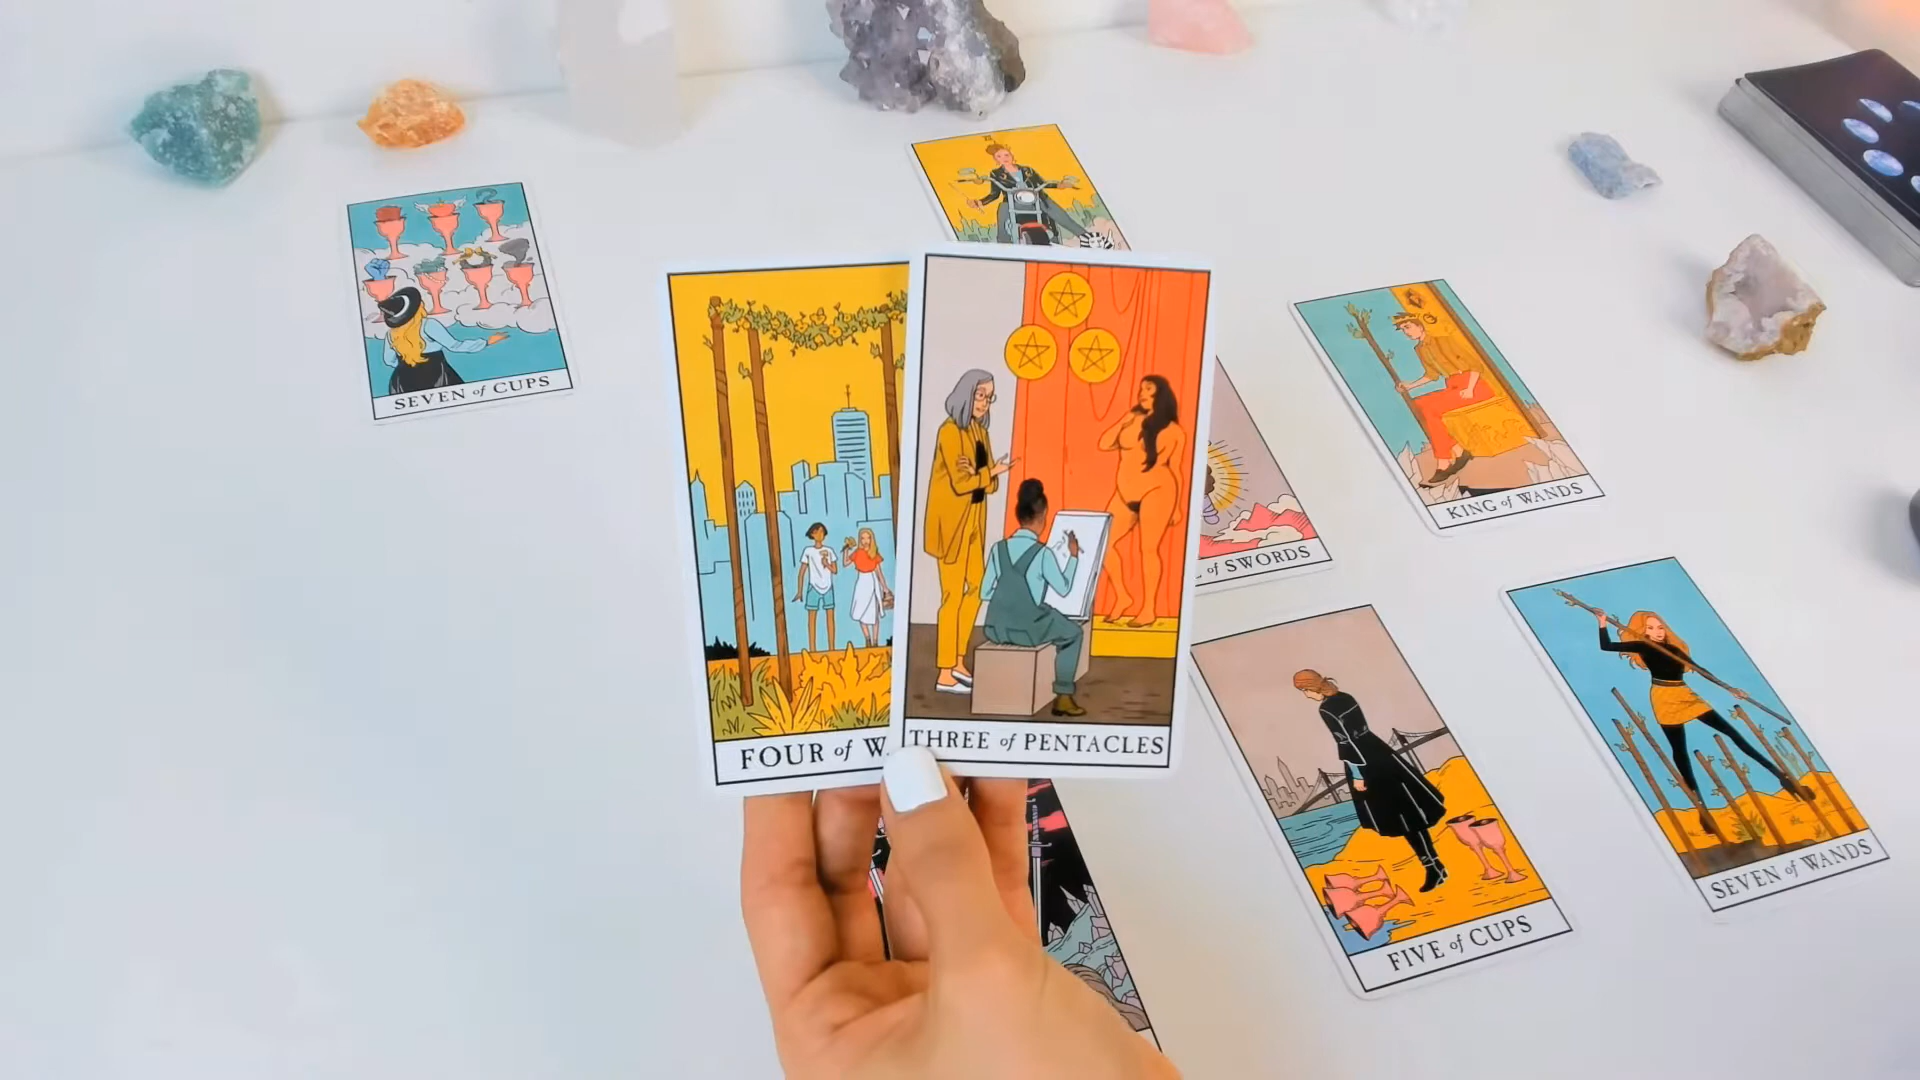 SEVEN of CUPS
FOUR of W
THREE of PENTACLES
of SWORDS
KING of WANDS
FIVE of CUPS
SEVEN of WANDS